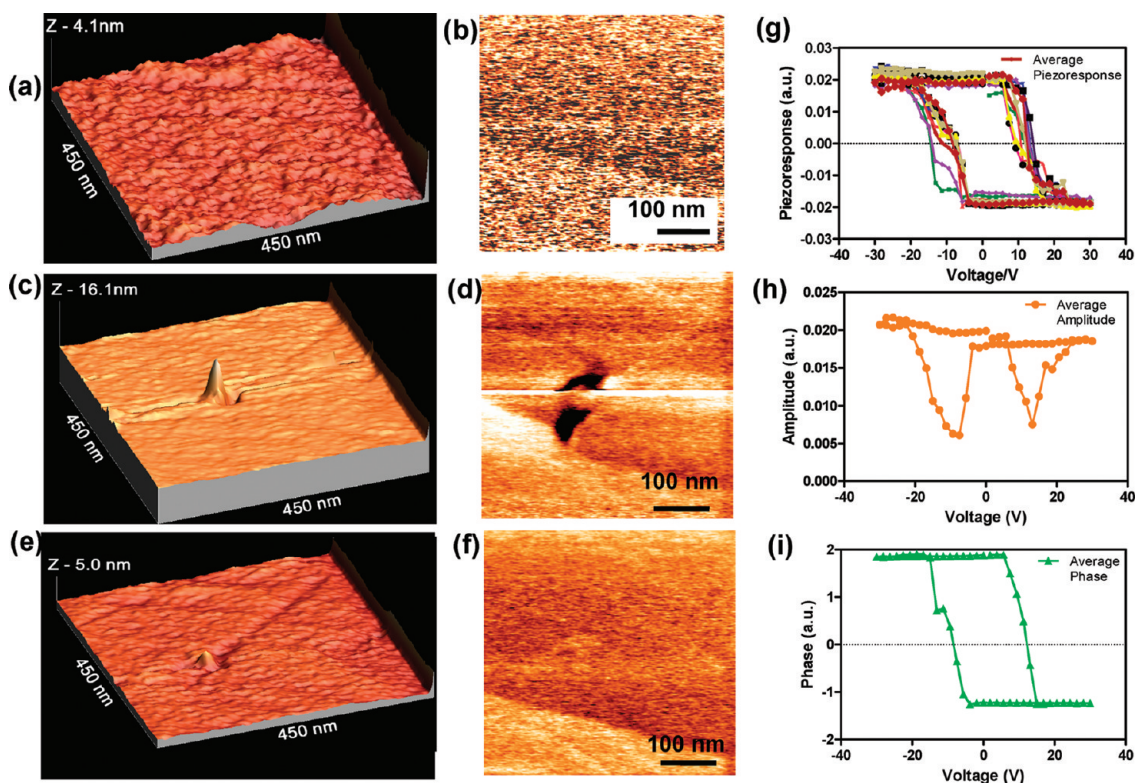 (a)
Z - 4.1nm
450 nm
450 nm
(b)
100 nm
(g)
Average
Piezoresponse
Piezoresponse (a.u.)
0.03
0.02
0.01
0.00
-0.01
-0.02
-0.03
-40 -30 -20 -10 0 10 20 30 40
Voltage/V
(c)
Z - 16.1nm
450 nm
450 nm
(d)
100 nm
(h)
Average
Amplitude
Amplitude (a.u.)
0.025
0.020
0.015
0.010
0.005
0.000
-40 -20 0 20 40
Voltage (V)
(e)
Z - 5.0 nm
450 nm
450 nm
(f)
100 nm
(i)
Average
Phase
Phase (a.u.)
2
1
0
-1
-2
-40 -20 0 20 40
Voltage (V)